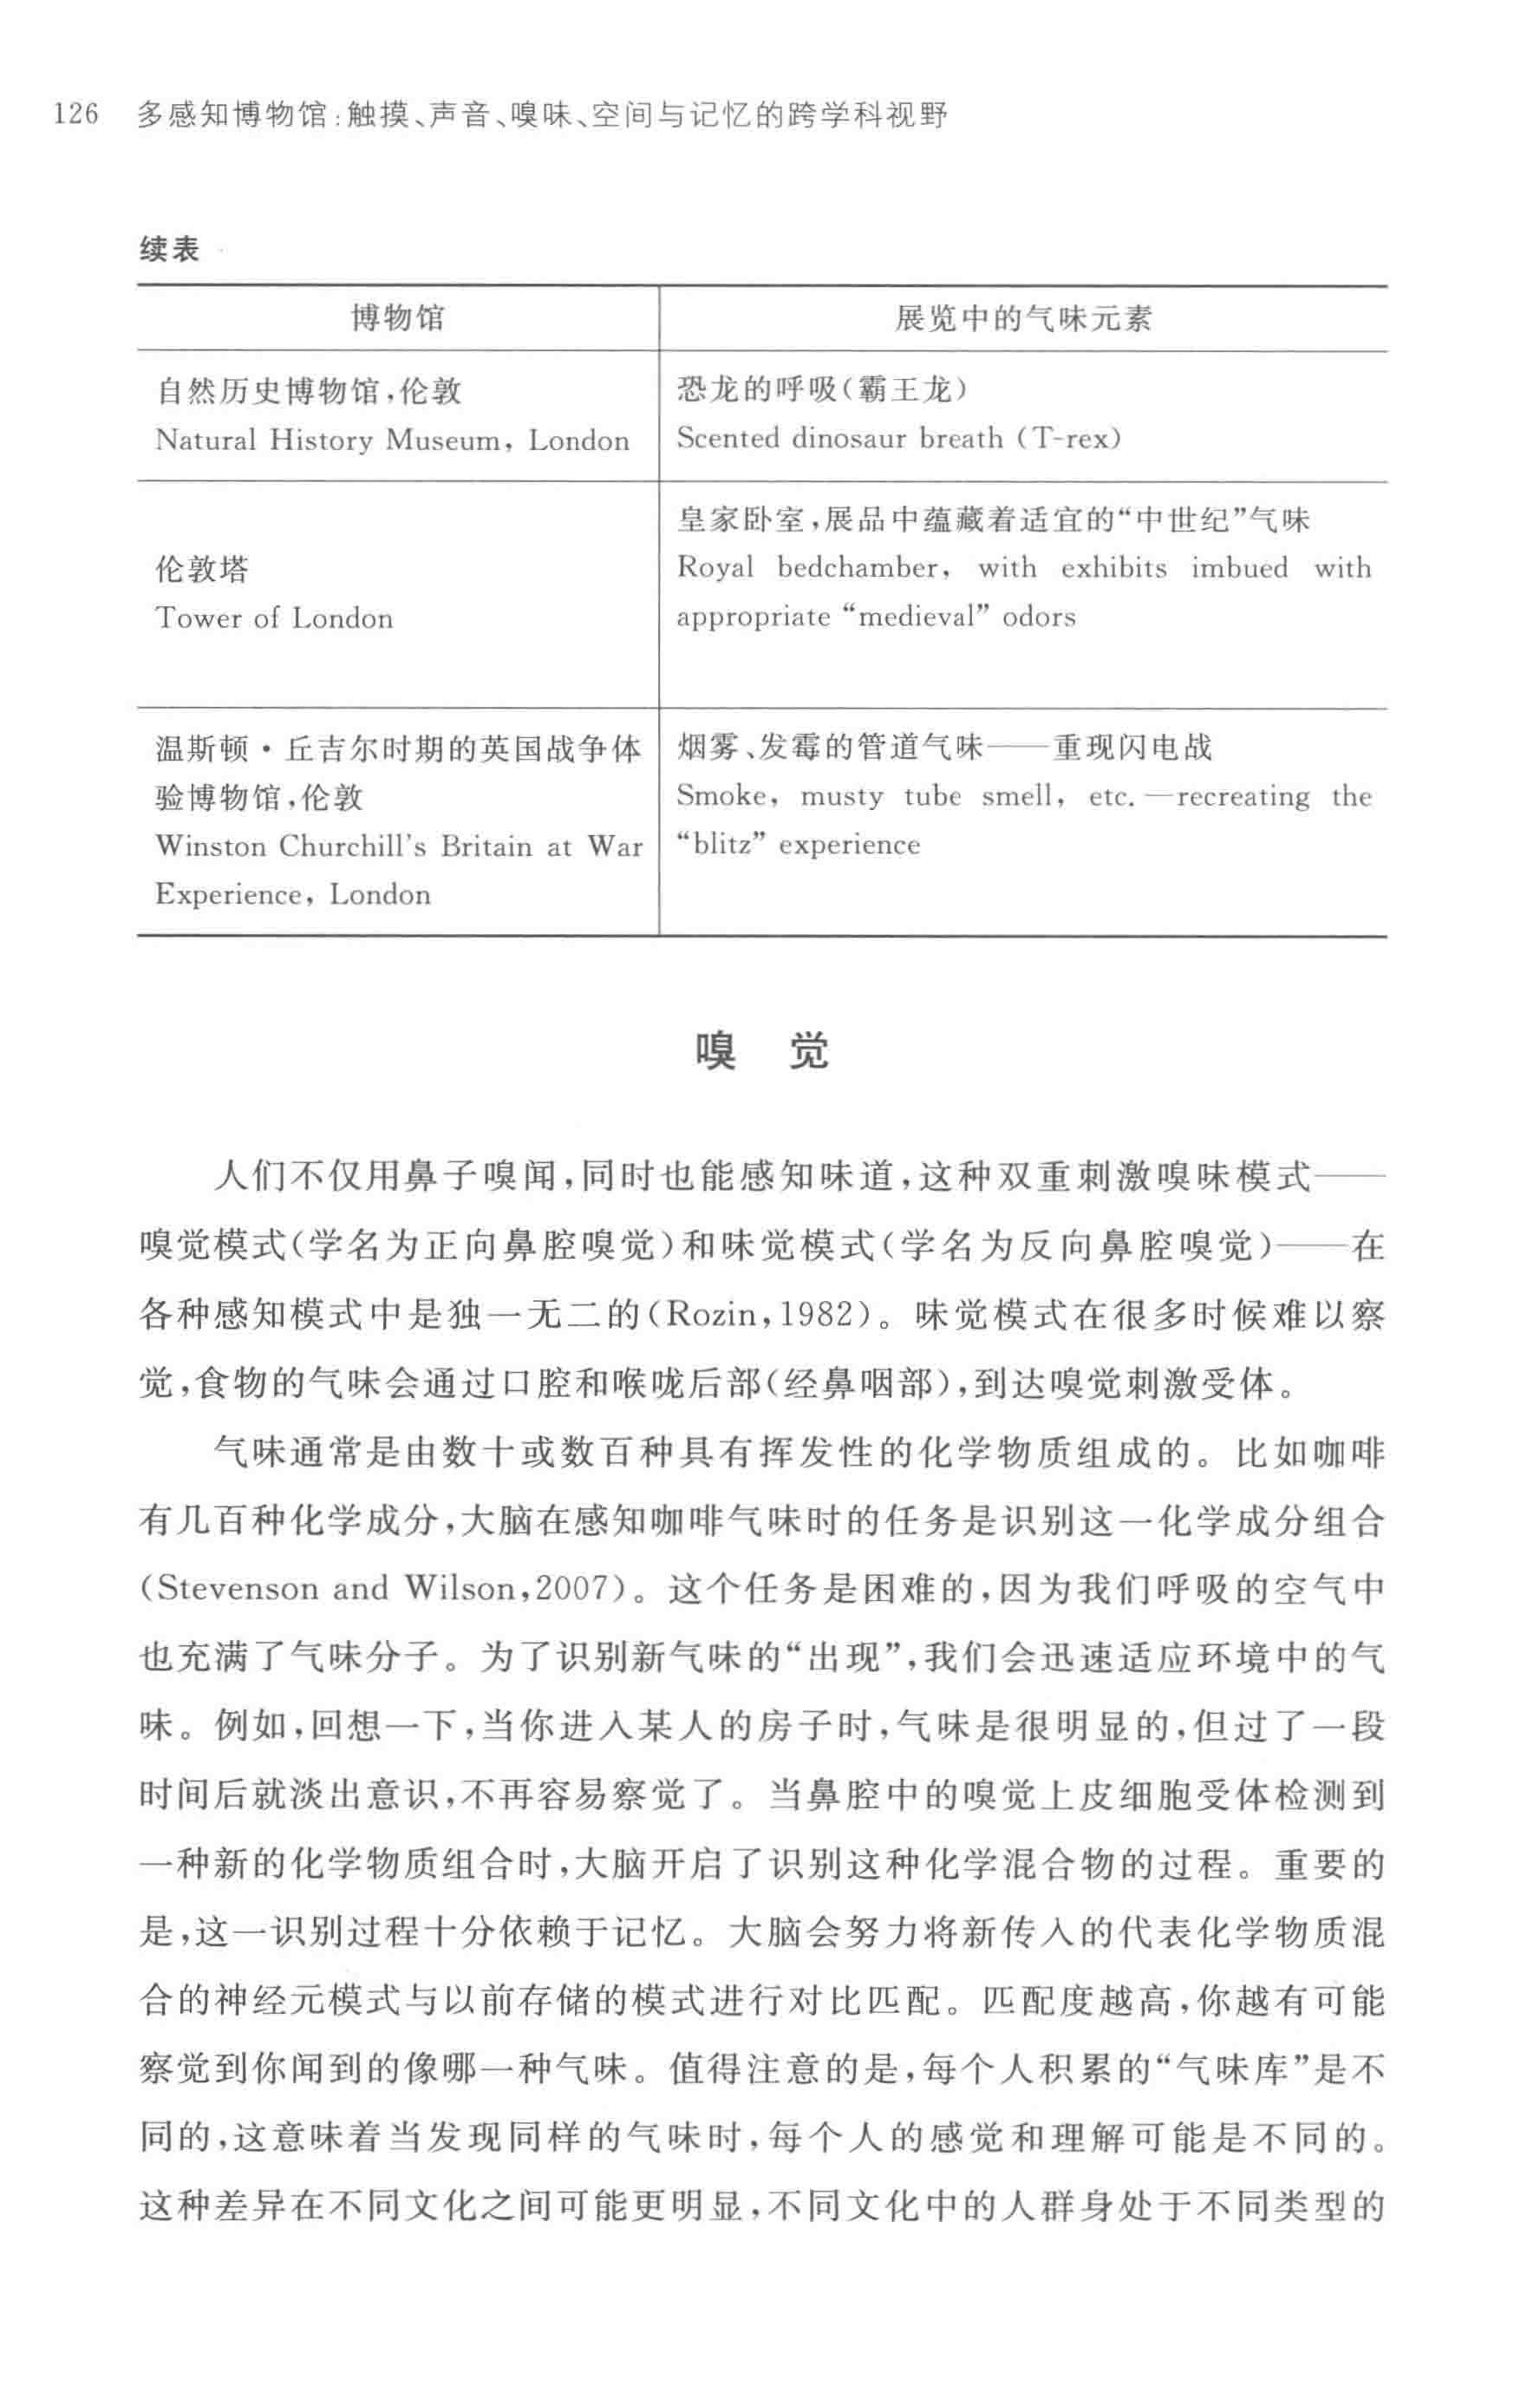 126 多感知博物馆:触摸、声音、嗅味、空间与记忆的跨学科视野
续表
博物馆
展览中的气味元素
自然历史博物馆,伦敦
Natural History Museum, London
恐龙的呼吸(霸王龙)
Scented dinosaur breath (T-rex)
伦敦塔
Tower of London
皇家卧室,展品中蕴藏着适宜的“中世纪”气味
Royal bedchamber, with exhibits imbued with
appropriate “medieval” odors
温斯顿·丘吉尔时期的英国战争体
验博物馆,伦敦
Winston Churchill's Britain at War
Experience, London
烟雾、发霉的管道气味——重现闪电战
Smoke, musty tube smell, etc. —recreating the
“blitz” experience
嗅 觉
人们不仅用鼻子嗅闻,同时也能感知味道,这种双重刺激嗅味模式——
嗅觉模式(学名为正向鼻腔嗅觉)和味觉模式(学名为反向鼻腔嗅觉)——在
各种感知模式中是独一无二的(Rozin,1982)。味觉模式在很多时候难以察
觉,食物的气味会通过口腔和喉咙后部(经鼻咽部),到达嗅觉刺激受体。
气味通常是由数十或数百种具有挥发性的化学物质组成的。比如咖啡
有几百种化学成分,大脑在感知咖啡气味时的任务是识别这一化学成分组合
(Stevenson and Wilson,2007)。这个任务是困难的,因为我们呼吸的空气中
也充满了气味分子。为了识别新气味的“出现”,我们会迅速适应环境中的气
味。例如,回想一下,当你进入某人的房子时,气味是很明显的,但过了一段
时间后就淡出意识,不再容易察觉了。当鼻腔中的嗅觉上皮细胞受体检测到
一种新的化学物质组合时,大脑开启了识别这种化学混合物的过程。重要的
是,这一识别过程十分依赖于记忆。大脑会努力将新传入的代表化学物质混
合的神经元模式与以前存储的模式进行对比匹配。匹配度越高,你越有可能
察觉到你闻到的像哪一种气味。值得注意的是,每个人积累的“气味库”是不
同的,这意味着当发现同样的气味时,每个人的感觉和理解可能是不同的。
这种差异在不同文化之间可能更明显,不同文化中的人群身处于不同类型的